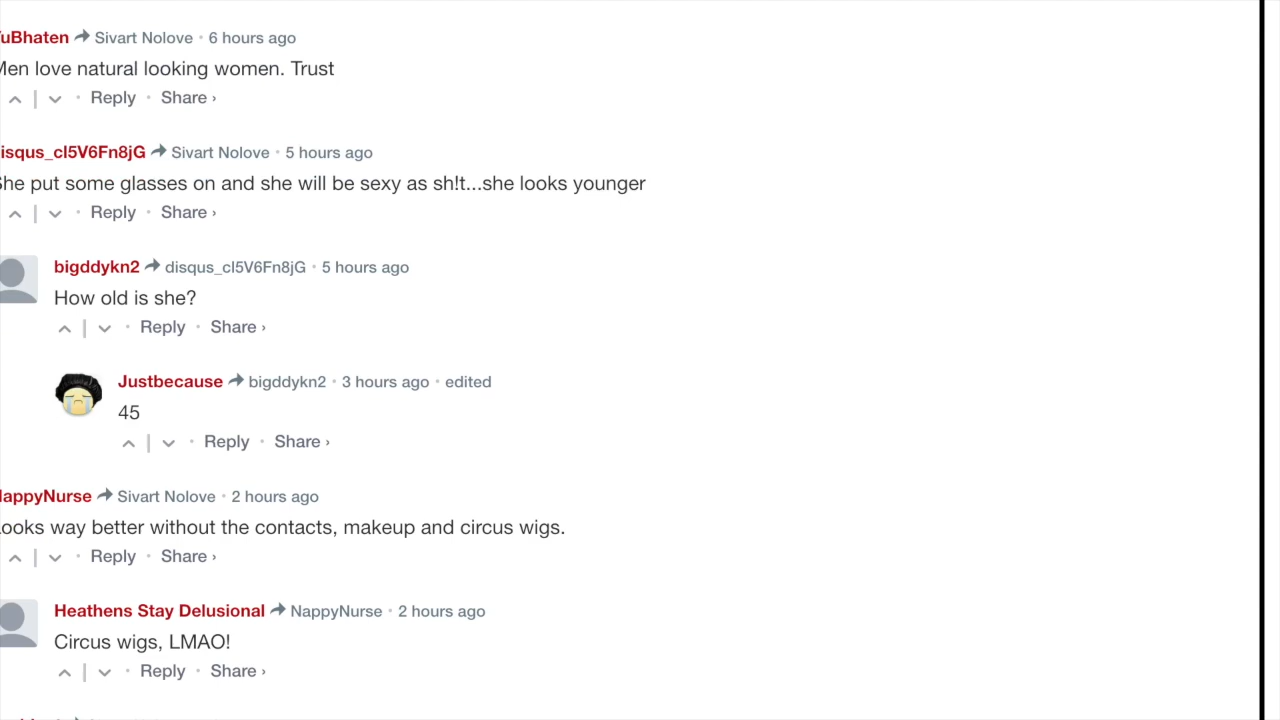 uBhaten Sivart Nolove • 6 hours ago
Men love natural looking women. Trust
Reply • Share ›
isqus_cl5V6Fn8jG Sivart Nolove • 5 hours ago
She put some glasses on and she will be sexy as sh!t...she looks younger
Reply • Share ›
bigddykn2 disqus_cl5V6Fn8jG • 5 hours ago
How old is she?
Reply • Share ›
Justbecause bigddykn2 • 3 hours ago • edited
45
Reply • Share ›
NappyNurse Sivart Nolove • 2 hours ago
Looks way better without the contacts, makeup and circus wigs.
Reply • Share ›
Heathens Stay Delusional NappyNurse • 2 hours ago
Circus wigs, LMAO!
Reply • Share ›